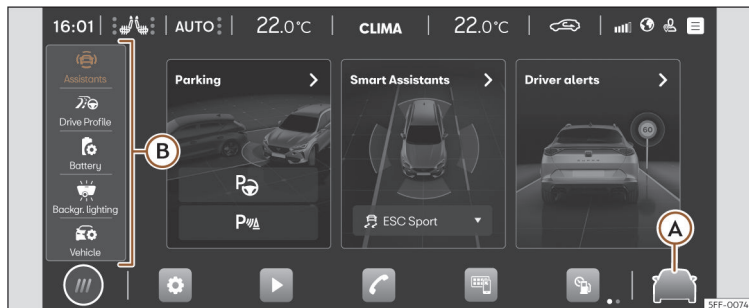 16:01 AUTO 22.0°C CLIMA 22.0°C
Assistants
Drive Profile
Battery
Backgr. lighting
Vehicle
B
Parking
P
P
Smart Assistants
ESC Sport
Driver alerts
60
A
5FF-0074